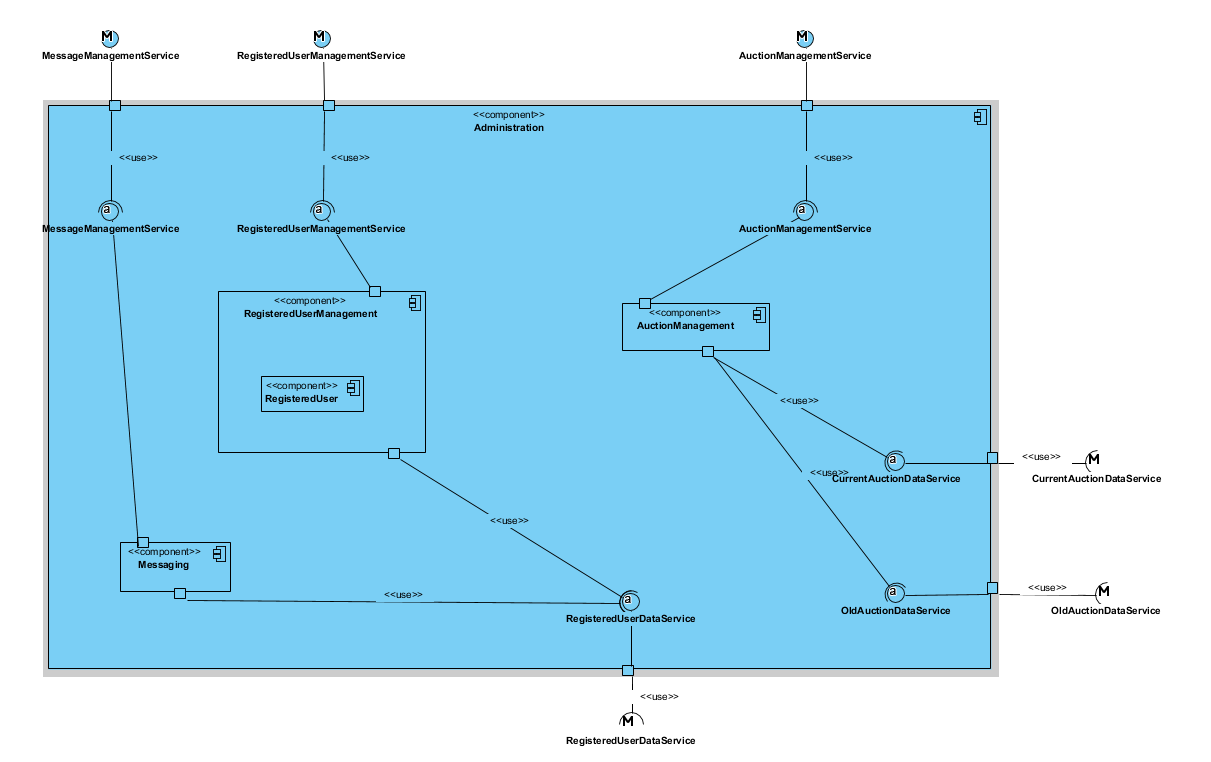 M
M
M
MessageManagementService
RegisteredUserManagementService
AuctionManagementService
<<component>>
Administration
<<use>>
<<use>>
<<use>>
a
a
a
MessageManagementService
RegisteredUserManagementService
AuctionManagementService
<<component>>
RegisteredUserManagement
<<component>>
AuctionManagement
<<component>>
RegisteredUser
<<use>>
a
<<use>>
M
<<use>>
CurrentAuctionDataService
CurrentAuctionDataService
<<use>>
<<component>>
Messaging
<<use>>
a
<<use>>
M
a
OldAuctionDataService
OldAuctionDataService
RegisteredUserDataService
<<use>>
M
RegisteredUserDataService